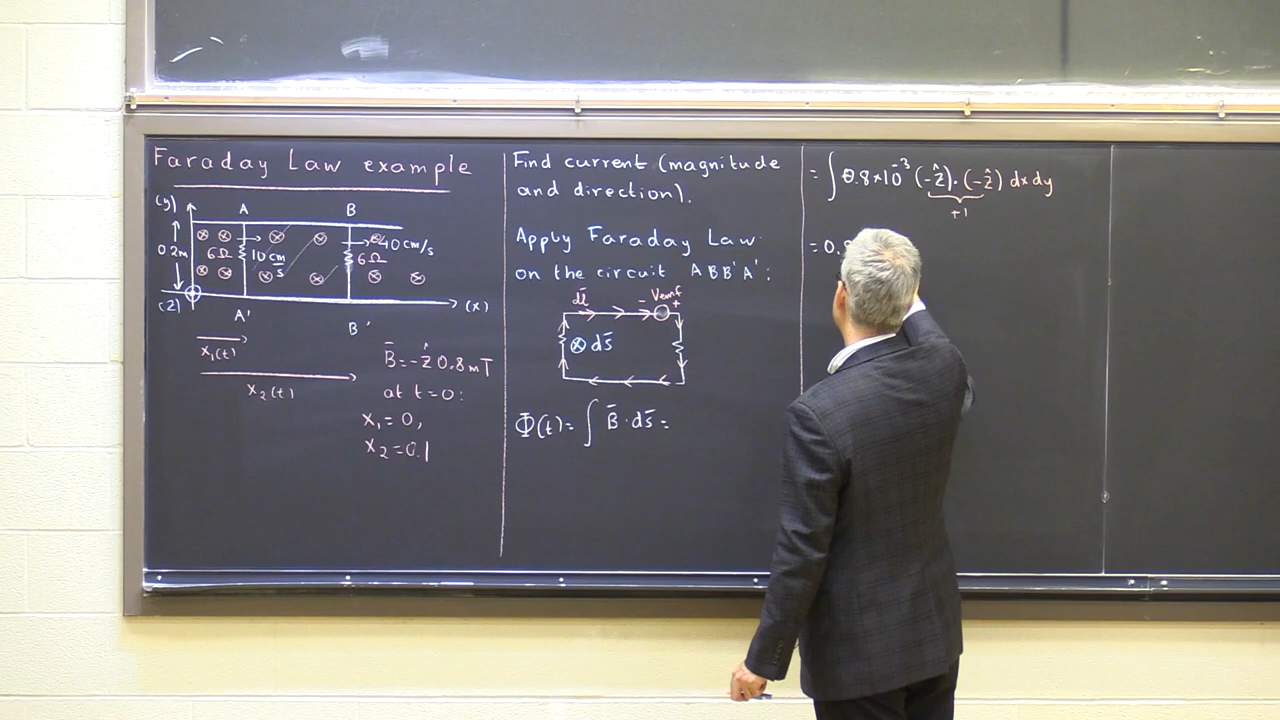 Faraday Law example
(y)
A
B
0.2m
6Ω
10 cm/s
40 cm/s
6Ω
(z)
(x)
A'
B'
x₁(t)
x₂(t)
B̄ = -ẑ 0.8 mT
at t=0:
x₁=0,
x₂=0.1
Find current (magnitude
and direction).
Apply Faraday Law
on the circuit ABB'A':
dl̄
- Vemf +
⊗ ds̄
Φ(t) = ∫ B̄ · ds̄ =
= ∫ 0.8×10⁻³ (-ẑ)·(-ẑ) dx dy
+1